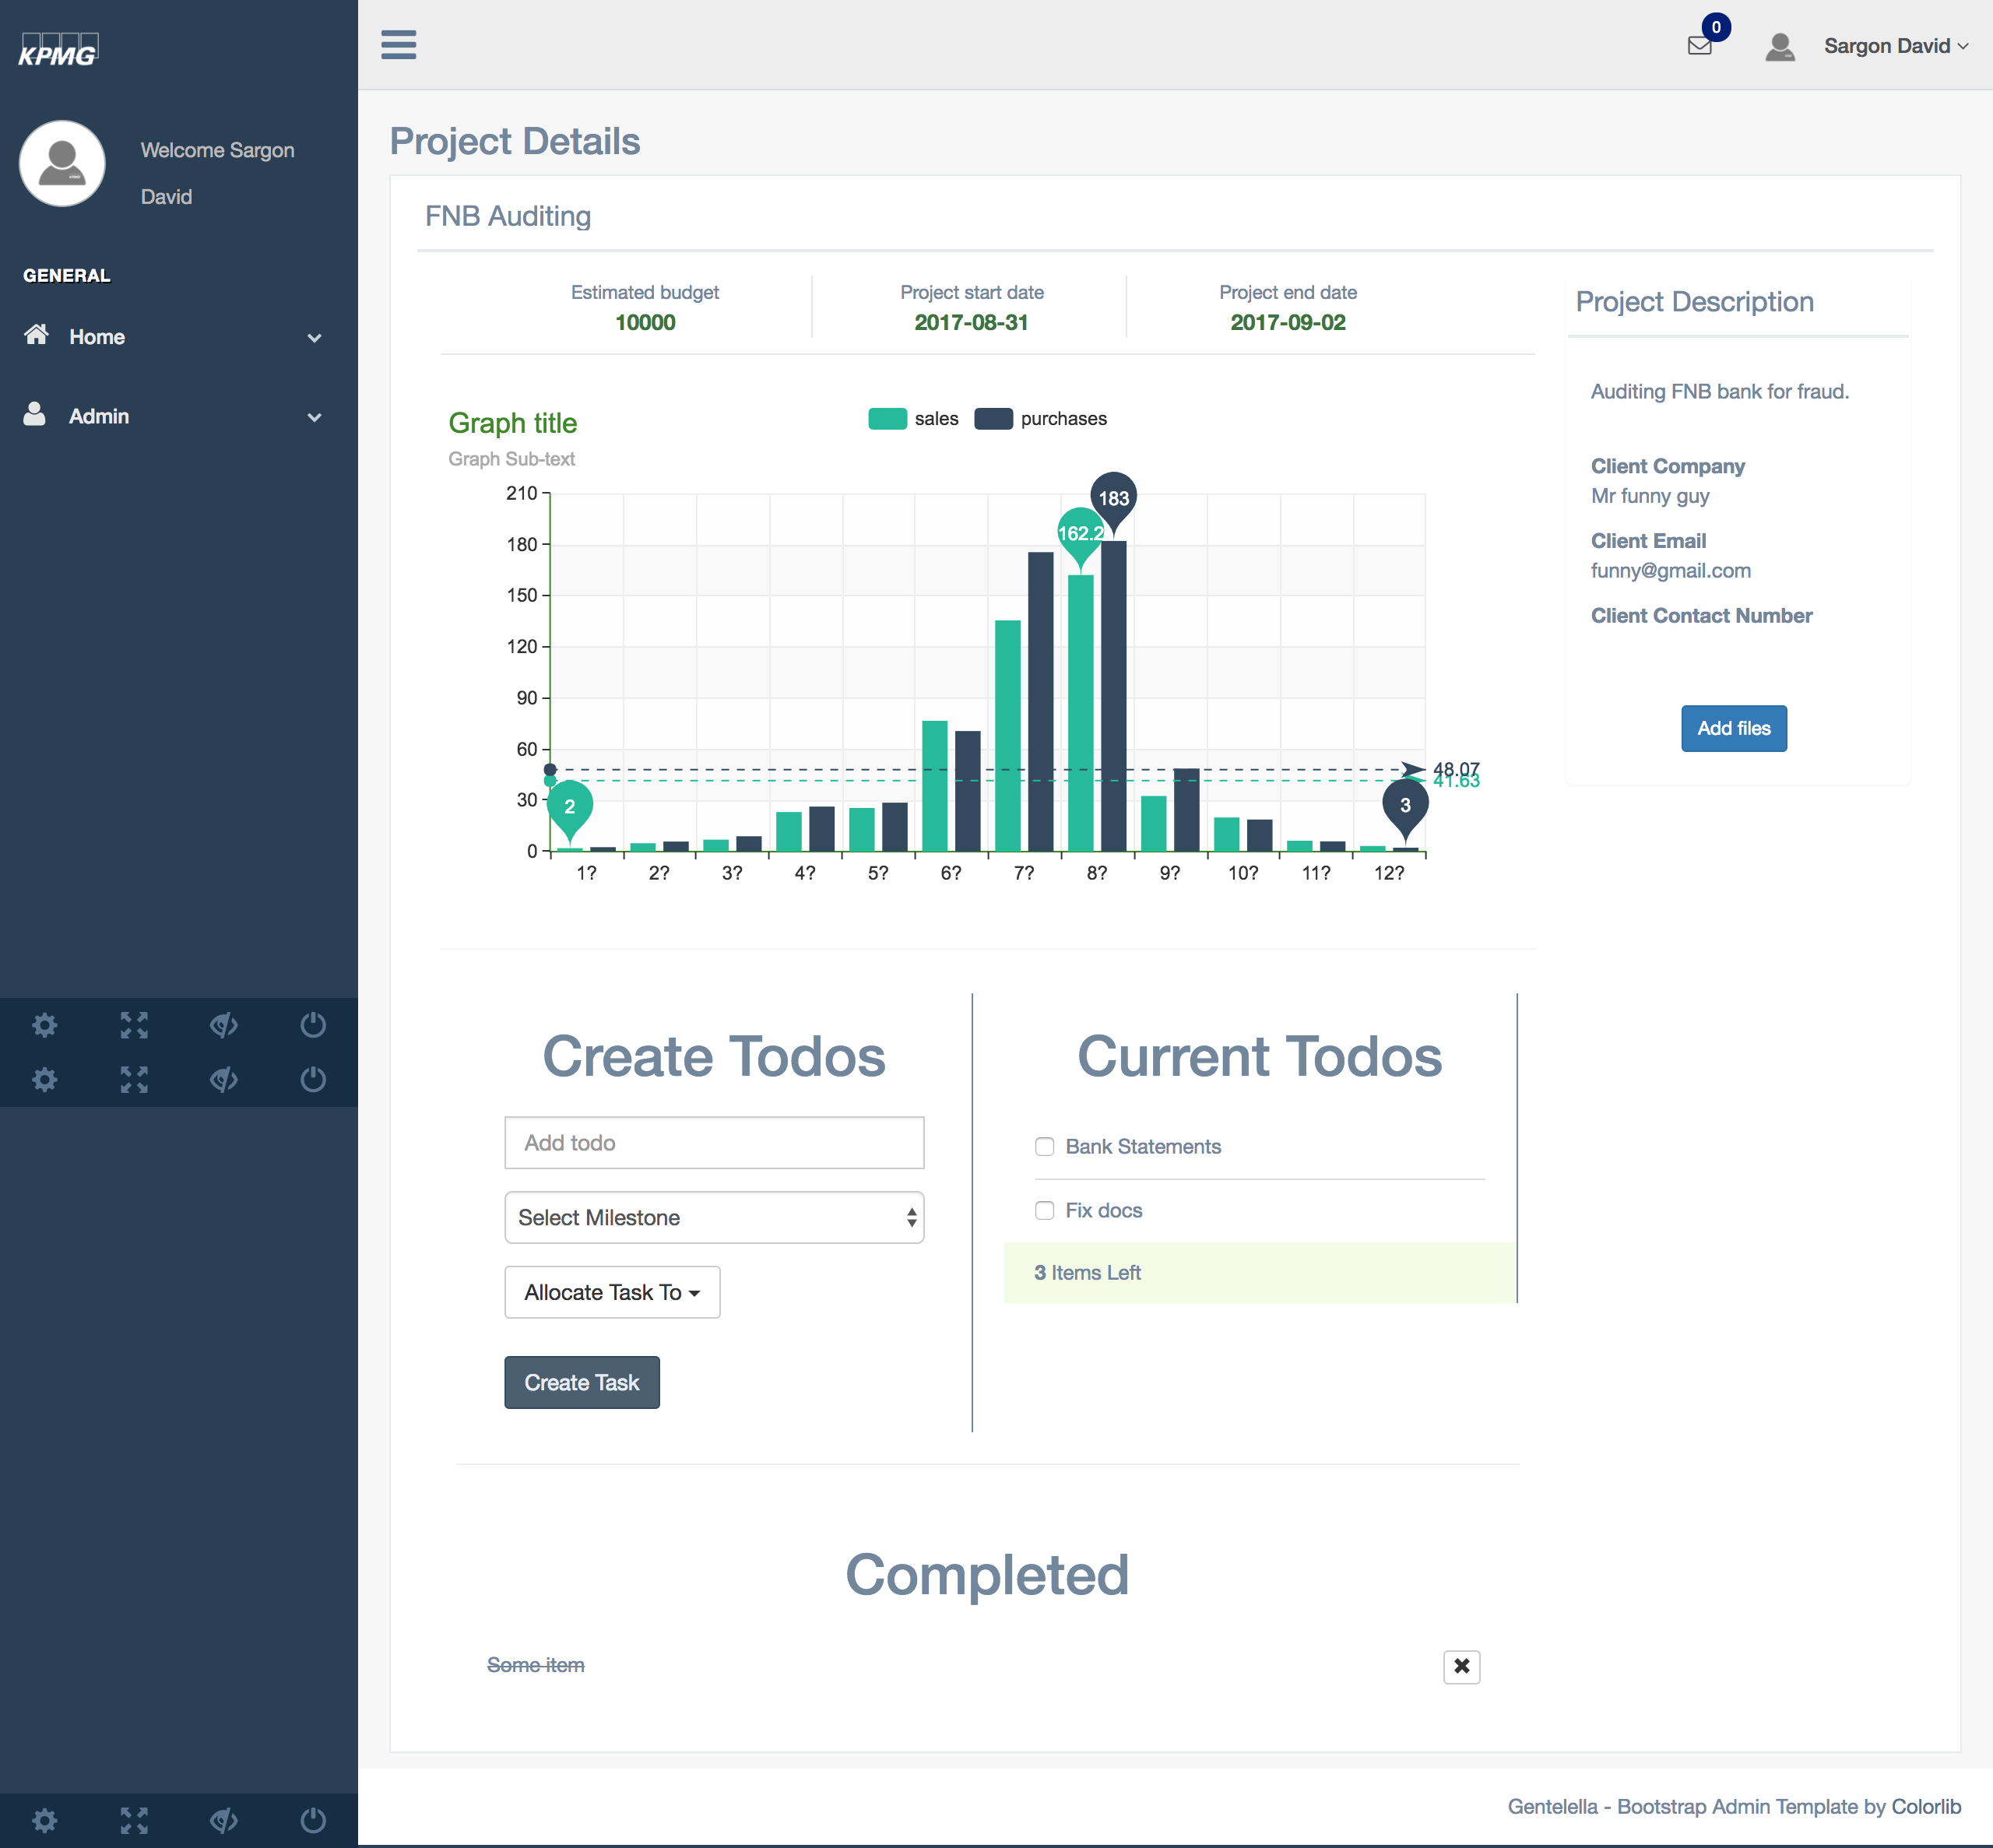 KPMG
Welcome Sargon
David
GENERAL
Home
Admin
0
Sargon David
Project Details
FNB Auditing
Estimated budget
10000
Project start date
2017-08-31
Project end date
2017-09-02
Project Description
Auditing FNB bank for fraud.
Client Company
Mr funny guy
Client Email
funny@gmail.com
Client Contact Number
Add files
Graph title
Graph Sub-text
sales
purchases
210
180
150
120
90
60
30
0
183
162.2
2
3
48.07
41.63
1?
2?
3?
4?
5?
6?
7?
8?
9?
10?
11?
12?
Create Todos
Add todo
Select Milestone
Allocate Task To
Create Task
Current Todos
Bank Statements
Fix docs
3 Items Left
Completed
Some item
Gentelella - Bootstrap Admin Template by Colorlib